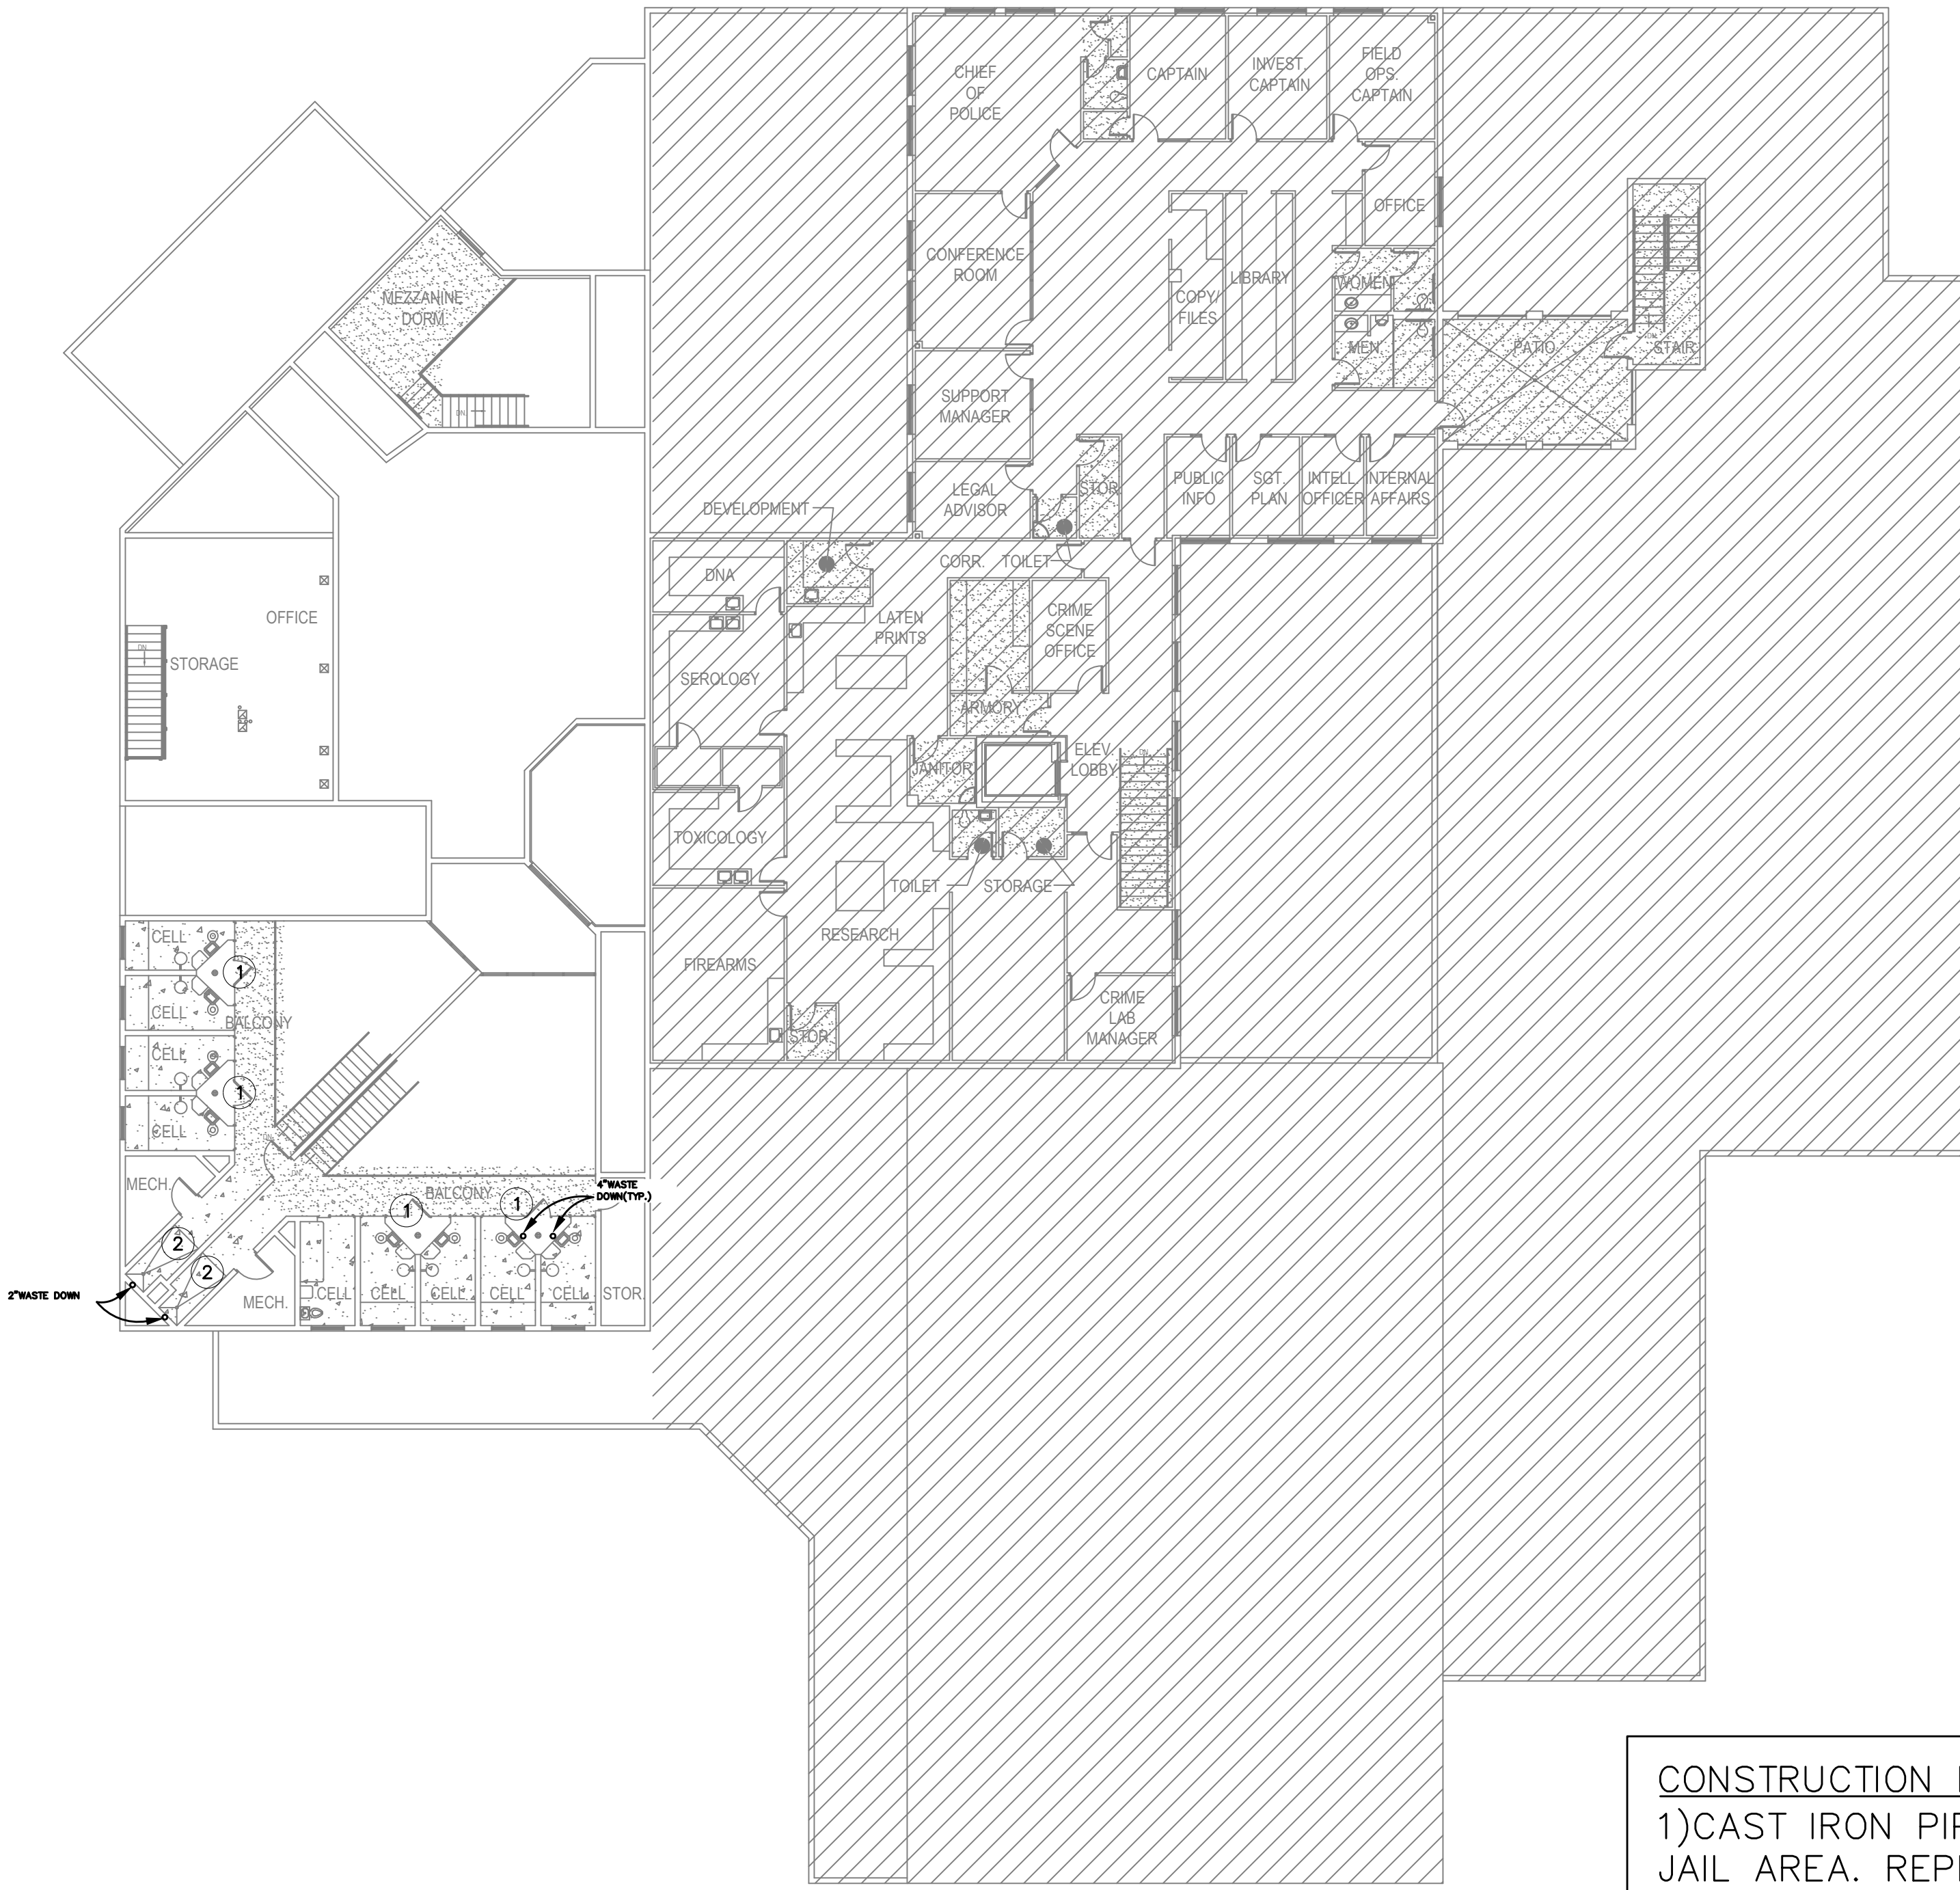 CHIEF
OF
POLICE
CAPTAIN
INVEST.
CAPTAIN
FIELD
OPS.
CAPTAIN
OFFICE
CONFERENCE
ROOM
COPY/
FILES
LIBRARY
WOMEN
MEN
PATIO
STAIR
MEZZANINE
DORM
DN
SUPPORT
MANAGER
LEGAL
ADVISOR
STOR.
PUBLIC
INFO
SGT.
PLAN
INTELL.
OFFICER
INTERNAL
AFFAIRS
DEVELOPMENT
CORR.
TOILET
DNA
LATEN
PRINTS
CRIME
SCENE
OFFICE
SEROLOGY
ARMORY
ELEV.
LOBBY
DN
JANITOR
TOXICOLOGY
TOILET
STORAGE
RESEARCH
FIREARMS
STOR.
CRIME
LAB
MANAGER
OFFICE
STORAGE
DN
CELL
1
CELL
BALCONY
CELL
1
CELL
MECH.
BALCONY
1
1
4"WASTE
DOWN(TYP.)
2
2
2"WASTE DOWN
MECH.
CELL
CELL
CELL
CELL
CELL
STOR.
CONSTRUCTION
1)CAST IRON
JAIL AREA.